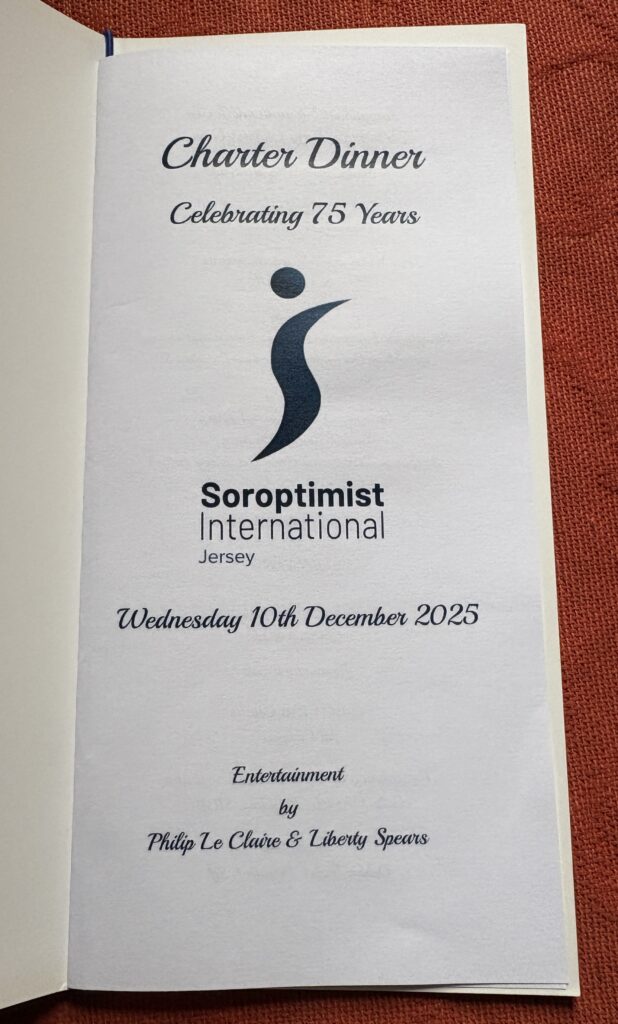 Charter Dinner
Celebrating 75 Years
Soroptimist
International
Jersey
Wednesday 10th December 2025
Entertainment
by
Philip Le Claire & Liberty Spears